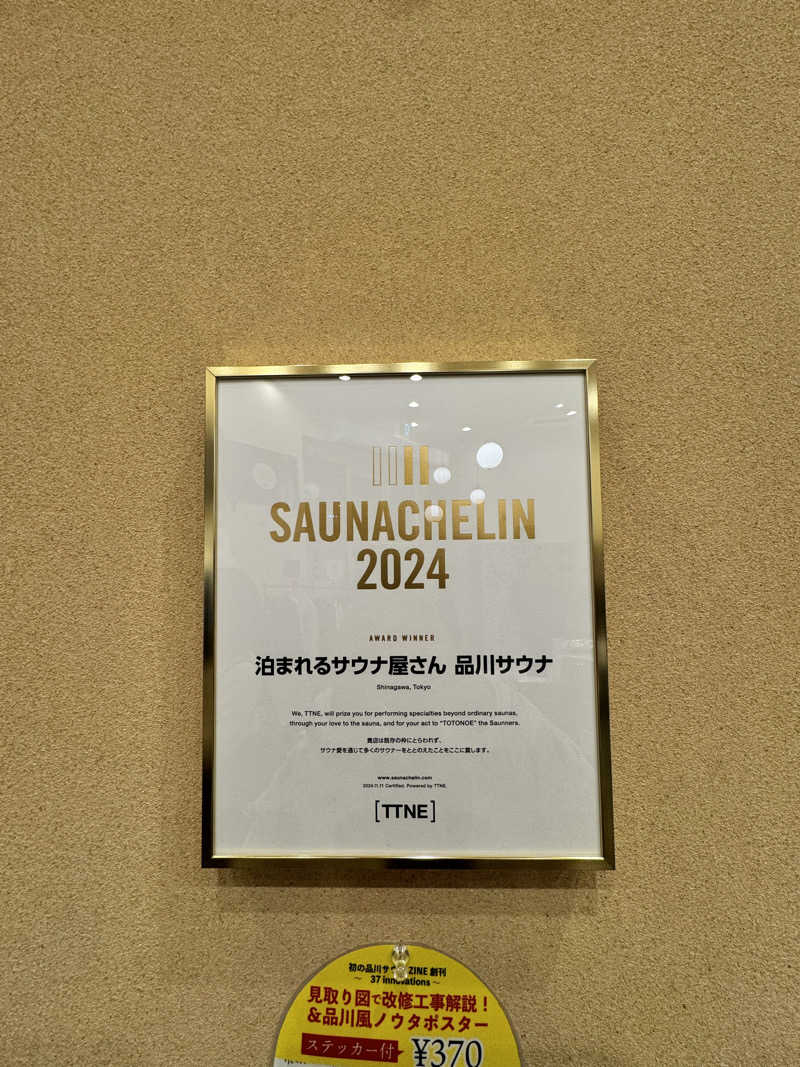 SAUNACHELIN
2024
AWARD WINNER
泊まれるサウナ屋さん 品川サウナ
Shinagawa, Tokyo
We, TTNE, will prize you for performing specialties beyond ordinary saunas,
through your love to the sauna, and for your act to "TOTONOE" the Saunners.
貴店は既存の枠にとらわれず、
サウナ愛を通じて多くのサウナーをととのえたことをここに賞します。
www.saunachelin.com
2024.11.11 Certified. Powered by TTNE.
[TTNE]
初の品川サウ ZINE 創刊
~ 37 innovations ~
見取り図で改修工事解説!
&品川風ノウタポスター
ステッカー付 ¥370